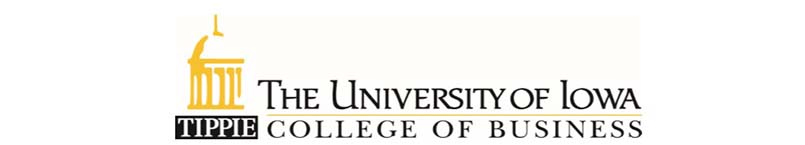 THE UNIVERSITY OF IOWA
TIPPIE COLLEGE OF BUSINESS